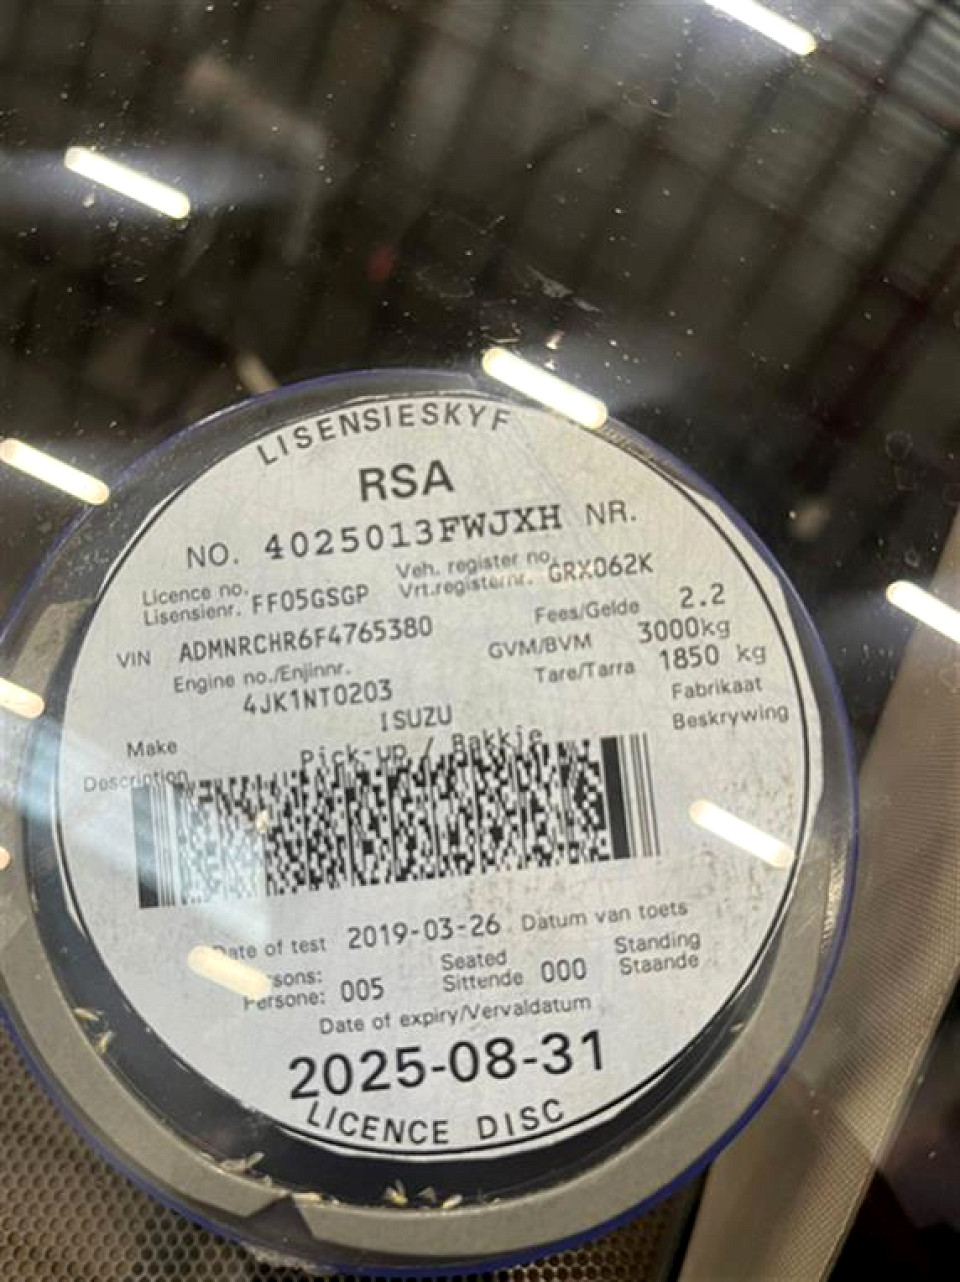 LISENSIESKYF
RSA
NO. 4025013FWJXH NR.
Licence no. Veh. register no.
Lisensienr. FF05GSGP Vrt.registernr. GRX062K
VIN ADMNRCHR6F4765380 Fees/Gelde 2.2
Engine no./Enjinnr. GVM/BVM 3000kg
4JK1NT0203 Tare/Tarra 1850 kg
Make ISUZU Fabrikaat
Description Pick-up / Bakkie Beskrywing
Date of test 2019-03-26 Datum van toets
Seated Standing
Persone: 005 Sittende 000 Staande
Date of expiry/Vervaldatum
2025-08-31
LICENCE DISC